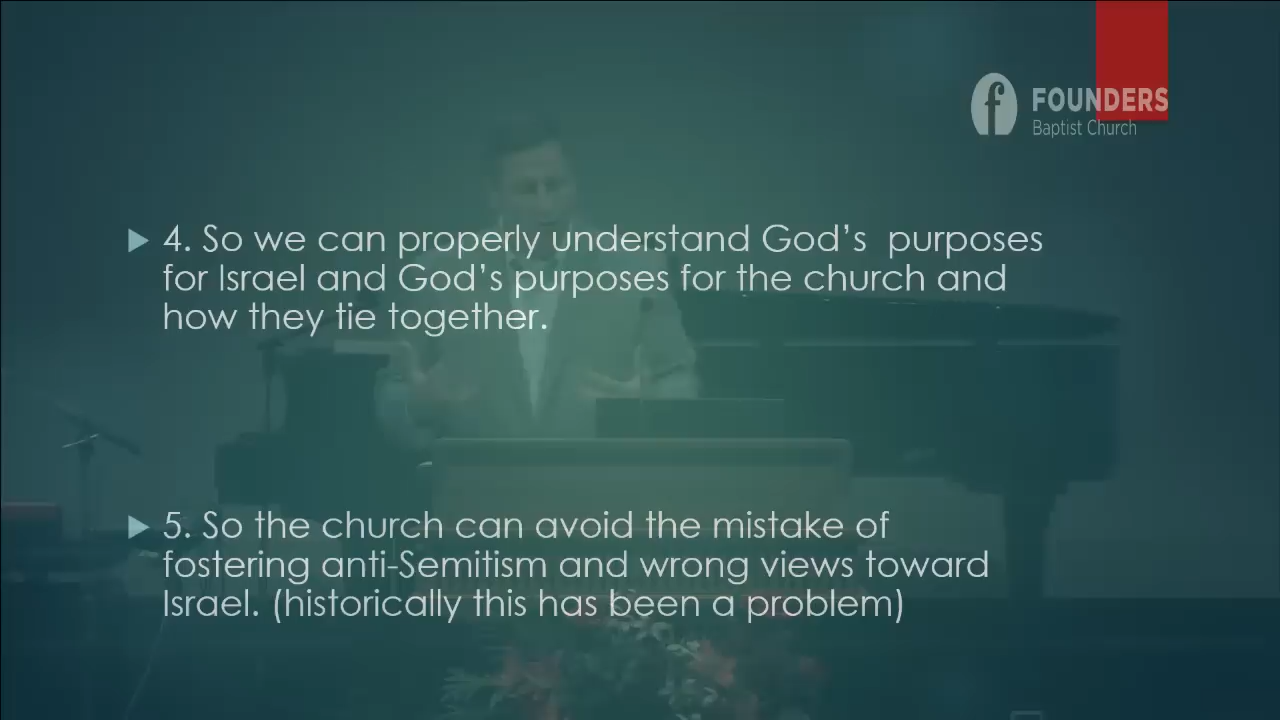 f FOUNDERS
Baptist Church
4. So we can properly understand God's  purposes
for Israel and God's purposes for the church and
how they tie together.
5. So the church can avoid the mistake of
fostering anti-Semitism and wrong views toward
Israel. (historically this has been a problem)